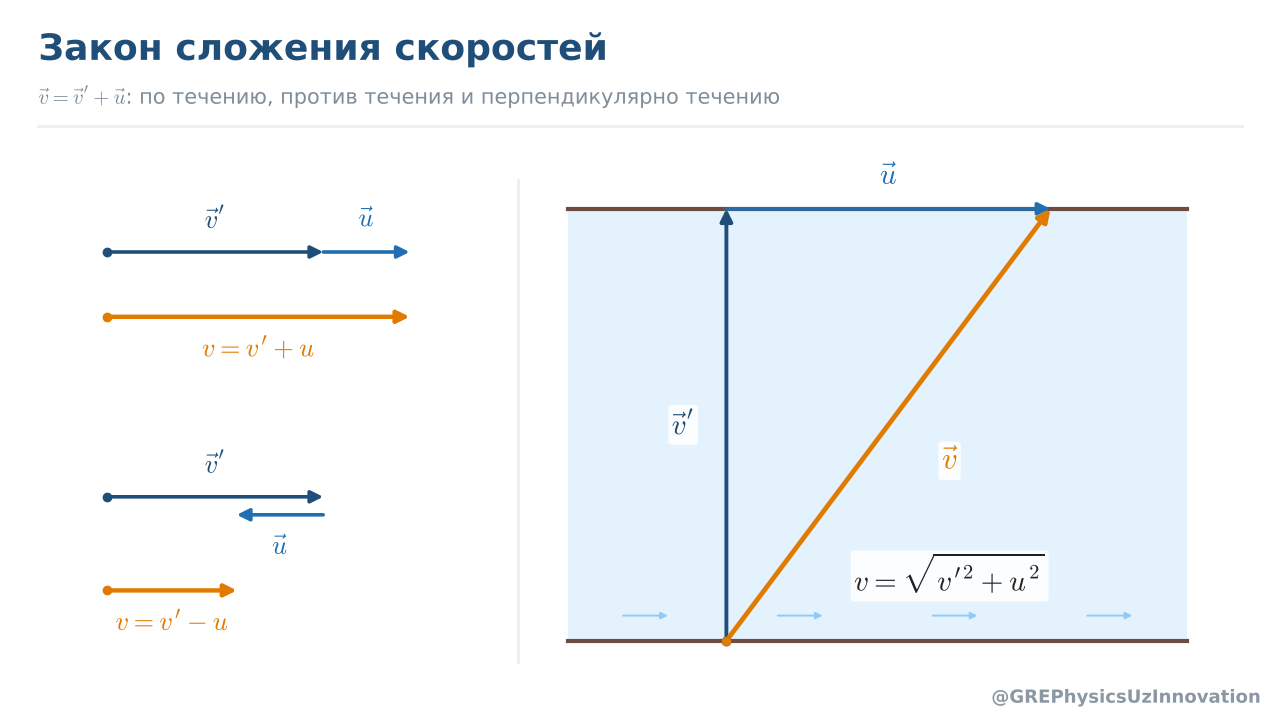 Закон сложения скоростей
v⃗ = v⃗′ + u⃗: по течению, против течения и перпендикулярно течению
v⃗′
u⃗
v = v′ + u
v⃗′
u⃗
v = v′ − u
u⃗
v⃗′
v⃗
v = √(v′² + u²)
@GREPhysicsUzInnovation